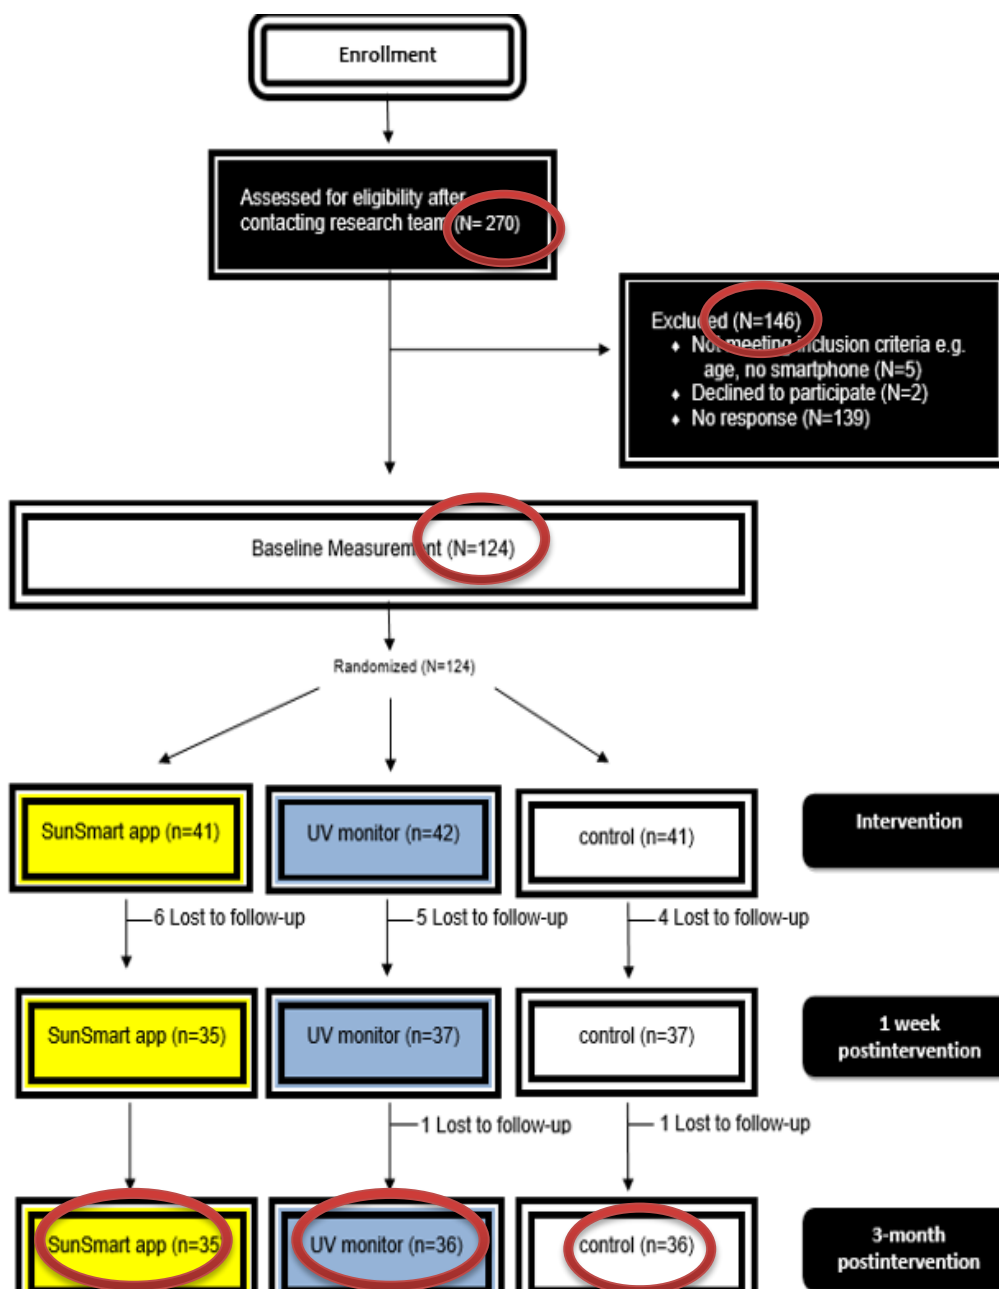 Enrollment
Assessed for eligibility after
contacting research team (N= 270)
Excluded (N=146)
♦ Not meeting inclusion criteria e.g.
age, no smartphone (N=5)
♦ Declined to participate (N=2)
♦ No response (N=139)
Baseline Measurement (N=124)
Randomized (N=124)
SunSmart app (n=41)
UV monitor (n=42)
control (n=41)
Intervention
6 Lost to follow-up
5 Lost to follow-up
4 Lost to follow-up
SunSmart app (n=35)
UV monitor (n=37)
control (n=37)
1 week
postintervention
1 Lost to follow-up
1 Lost to follow-up
SunSmart app (n=35
UV monitor (n=36)
control (n=36)
3-month
postintervention